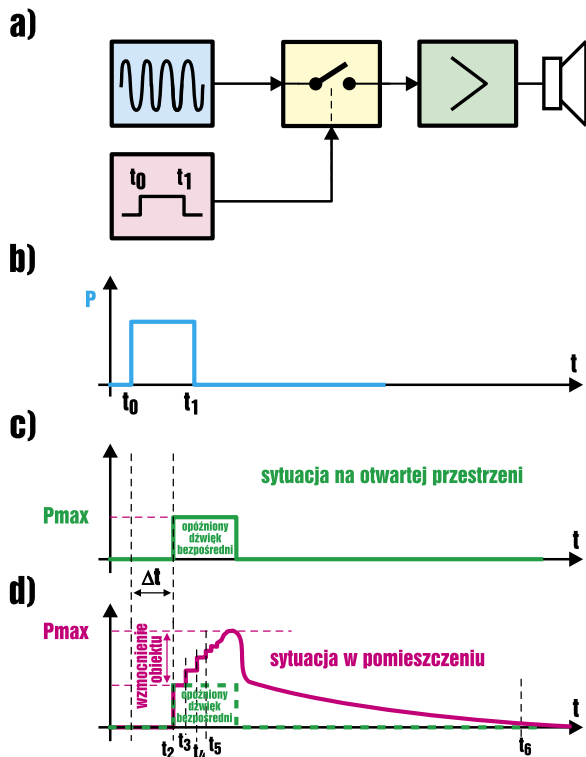 a)
t0 t1
b)
P
t
t0 t1
c)
sytuacja na otwartej przestrzeni
Pmax
opóźniony
dźwięk
bezpośredni
t
Δt
d)
Pmax
wzmocnienie
obiektu
sytuacja w pomieszczeniu
opóźniony
dźwięk
bezpośredni
t
t2 t3 t4 t5 t6